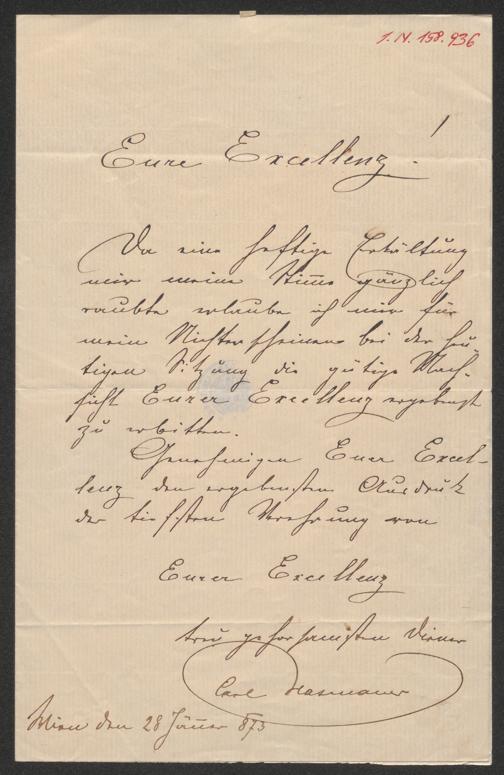 I.N. 158.936
Eure Excellenz!
Da eine heftige Erkältung
mir meine Stimme gänzlich
raubte erlaube ich mir für
mein Nichterscheinen bei der heu-
tigen Sitzung die gütige Nach-
sicht Eurer Excellenz ergebenst
zu erbitten.
Genehmigen Euer Excel-
lenz den ergebensten Ausdruck
der tiefsten Verehrung von
Eurer Excellenz
treu gehorsamsten Diener
Carl
Wien den 28 Jänner 873